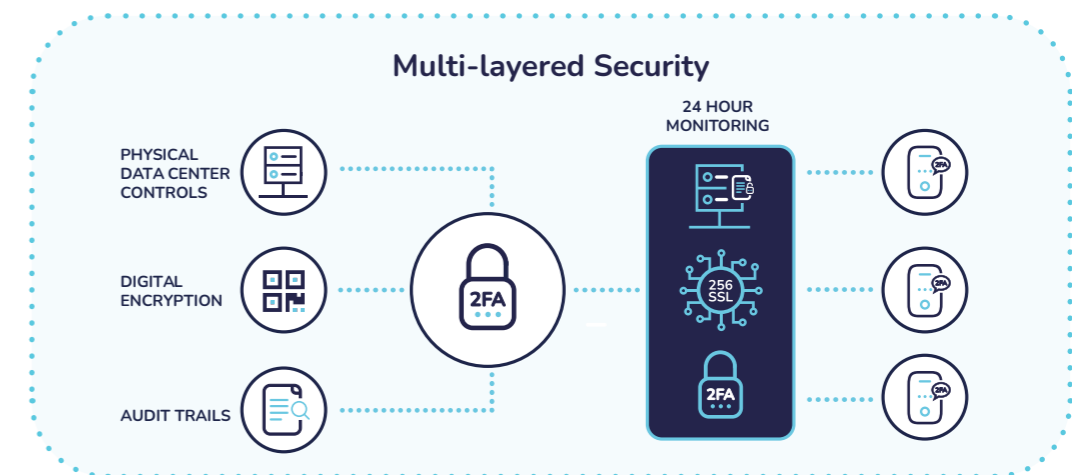 Multi-layered Security
24 HOUR
MONITORING
PHYSICAL
DATA CENTER
CONTROLS
2FA
DIGITAL
ENCRYPTION
2FA
256
SSL
2FA
AUDIT TRAILS
2FA
2FA